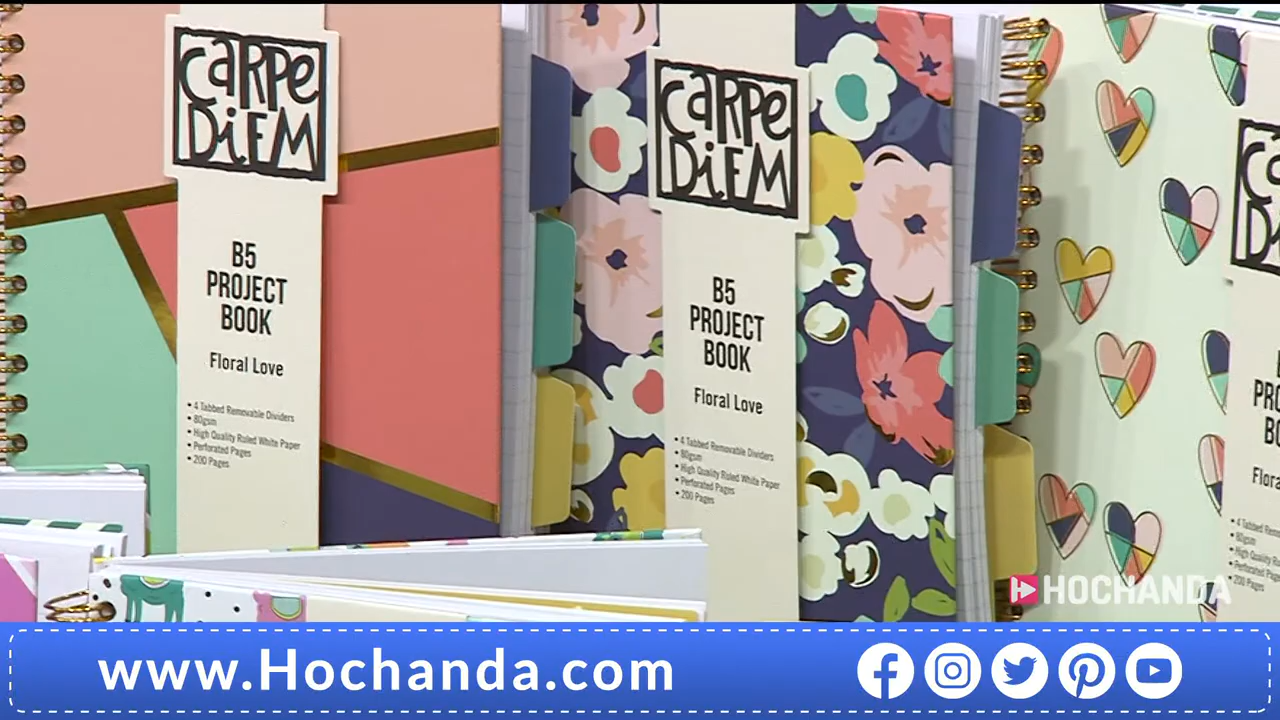 CARPE
DiEM
B5
PROJECT
BOOK
Floral Love
• 4 Tabbed Removable Dividers
• 80gsm
• High Quality Ruled White Paper
• Perforated Pages
• 200 Pages
CARPE
DiEM
B5
PROJECT
BOOK
Floral Love
• 4 Tabbed Removable Dividers
• 80gsm
• High Quality Ruled White Paper
• Perforated Pages
• 200 Pages
HOCHANDA
www.Hochanda.com